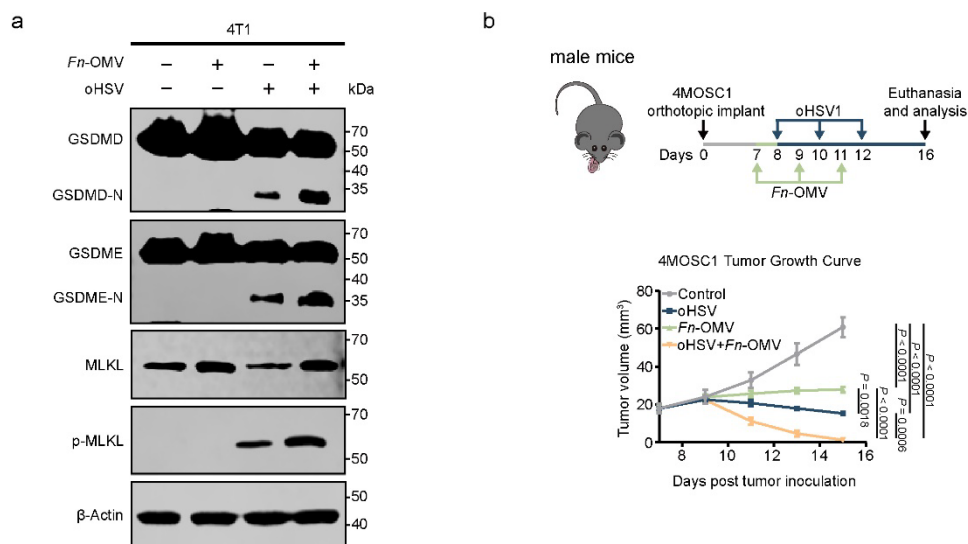 a
4T1
Fn-OMV – + – +
oHSV – – + + kDa
GSDMD
70
50
40
35
GSDMD-N
GSDME
70
50
40
35
GSDME-N
MLKL
70
50
p-MLKL
70
50
β-Actin
50
40
b
male mice
4MOSC1
orthotopic implant
oHSV1
Euthanasia
and analysis
Days 0 7 8 9 10 11 12 16
Fn-OMV
4MOSC1 Tumor Growth Curve
Tumor volume (mm³)
80
60
40
20
0
Control
oHSV
Fn-OMV
oHSV+Fn-OMV
P = 0.0018
P < 0.0001
P < 0.0001
P < 0.0001
P = 0.0006
P < 0.0001
8 10 12 14 16
Days post tumor inoculation